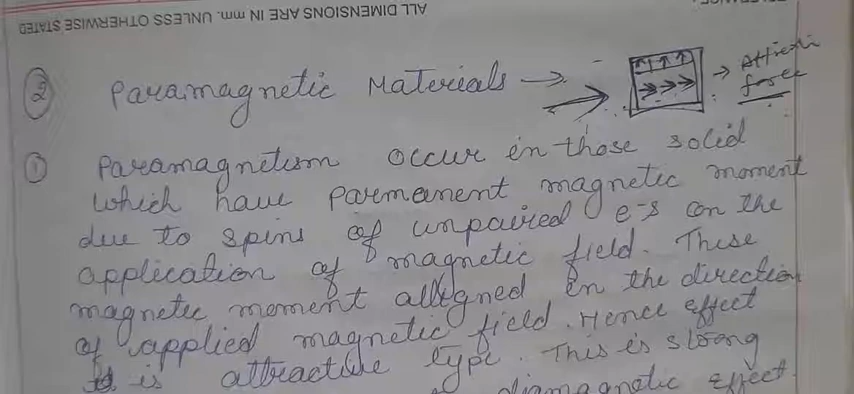 ALL DIMENSIONS ARE IN mm. UNLESS OTHERWISE STATED
② Paramagnetic Materials → → Attracti
force
① Paramagnetism occur in those solid
which have parmanent magnetic moment
due to spins of unpaired e-s on the
application of magnetic field. These
magnetic moment alligned in the direction
of applied magnetic field. Hence effect
is attractive type. This is strong
diamagnetic effect.